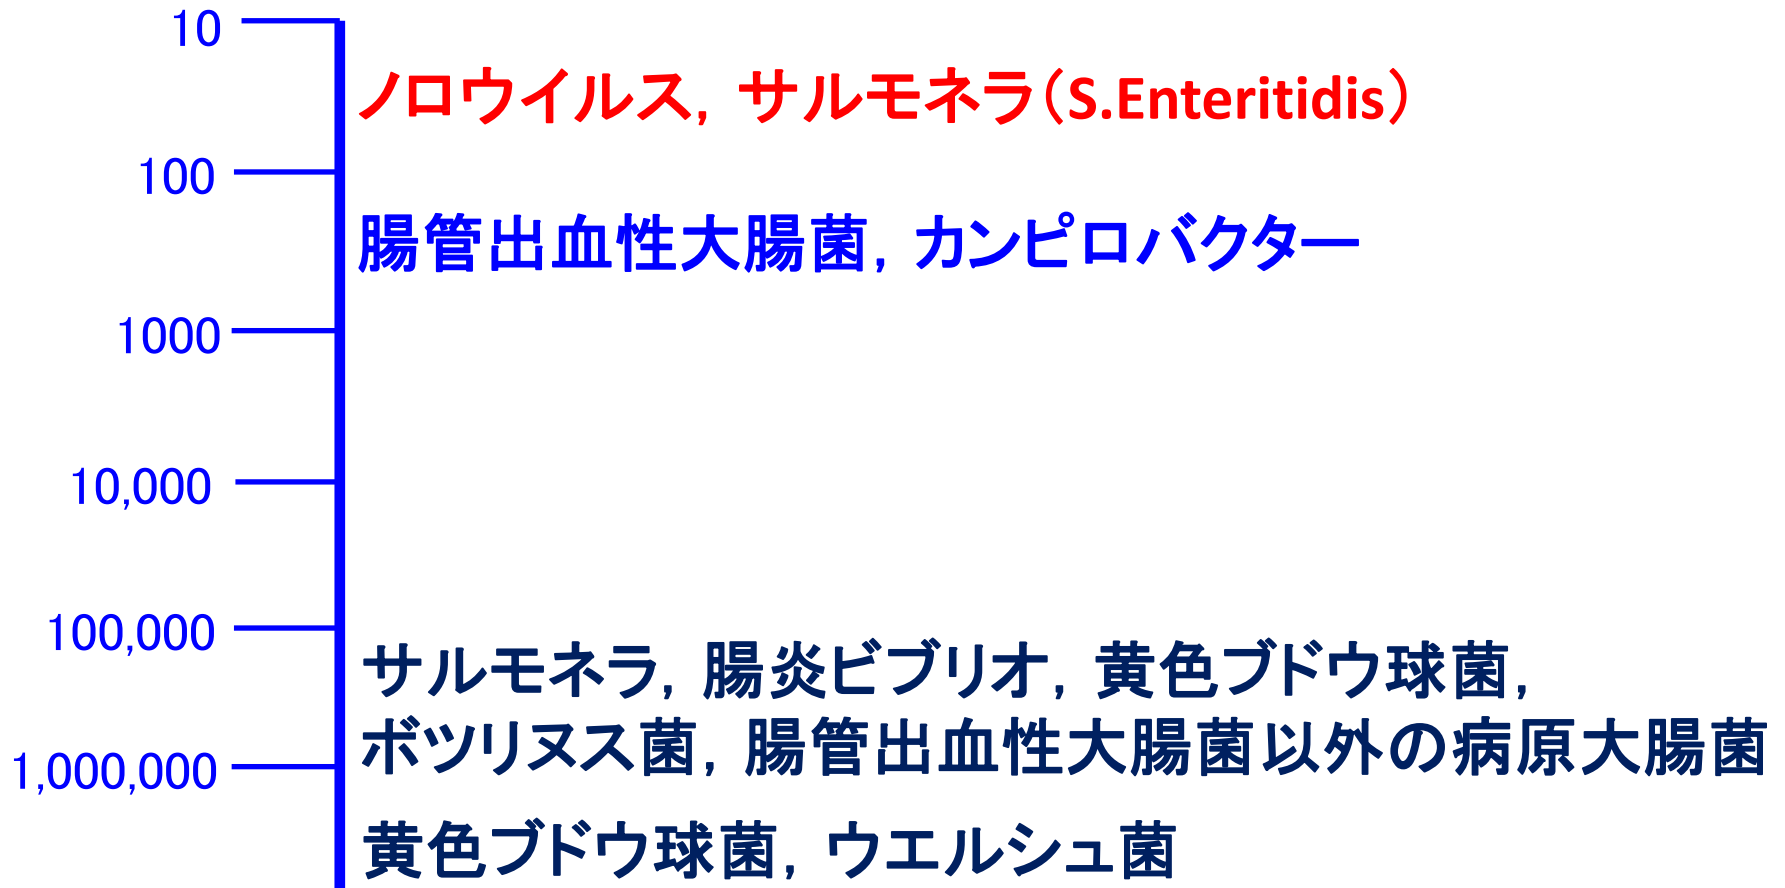 10
ノロウイルス，サルモネラ（S.Enteritidis）
100
腸管出血性大腸菌，カンピロバクター
1000
10,000
100,000
サルモネラ，腸炎ビブリオ，黄色ブドウ球菌，
ボツリヌス菌，腸管出血性大腸菌以外の病原大腸菌
1,000,000
黄色ブドウ球菌，ウエルシュ菌